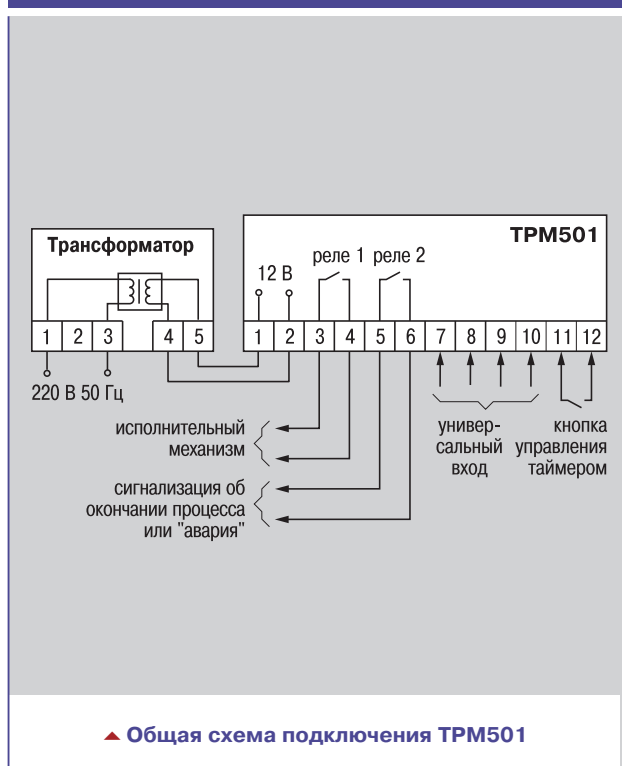 Трансформатор
ТРМ501
реле 1 реле 2
12 В
1 2 3 4 5
1 2 3 4 5 6 7 8 9 10 11 12
220 В 50 Гц
исполнительный
механизм
универ-
сальный
вход
кнопка
управления
таймером
сигнализация об
окончании процесса
или "авария"
Общая схема подключения ТРМ501